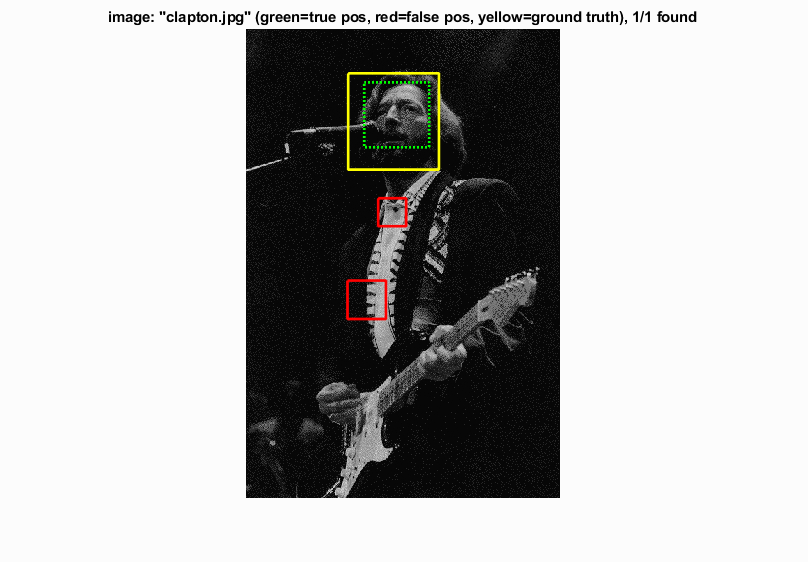 image: "clapton.jpg" (green=true pos, red=false pos, yellow=ground truth), 1/1 found